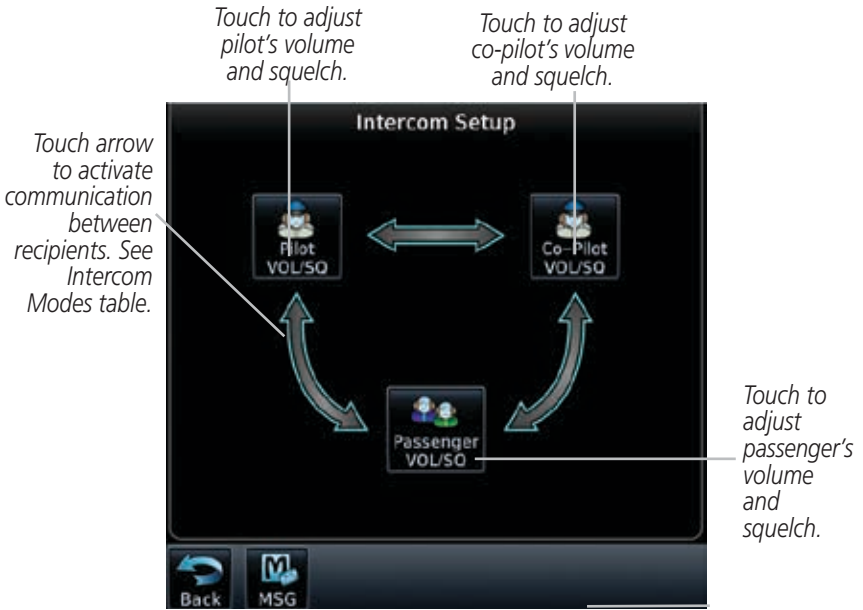 Touch to adjust
pilot's volume
and squelch.
Touch to adjust
co-pilot's volume
and squelch.
Touch arrow
to activate
communication
between
recipients. See
Intercom
Modes table.
Intercom Setup
Pilot
VOL/SQ
Co-Pilot
VOL/SQ
Passenger
VOL/SQ
Touch to
adjust
passenger's
volume
and
squelch.
Back
MSG